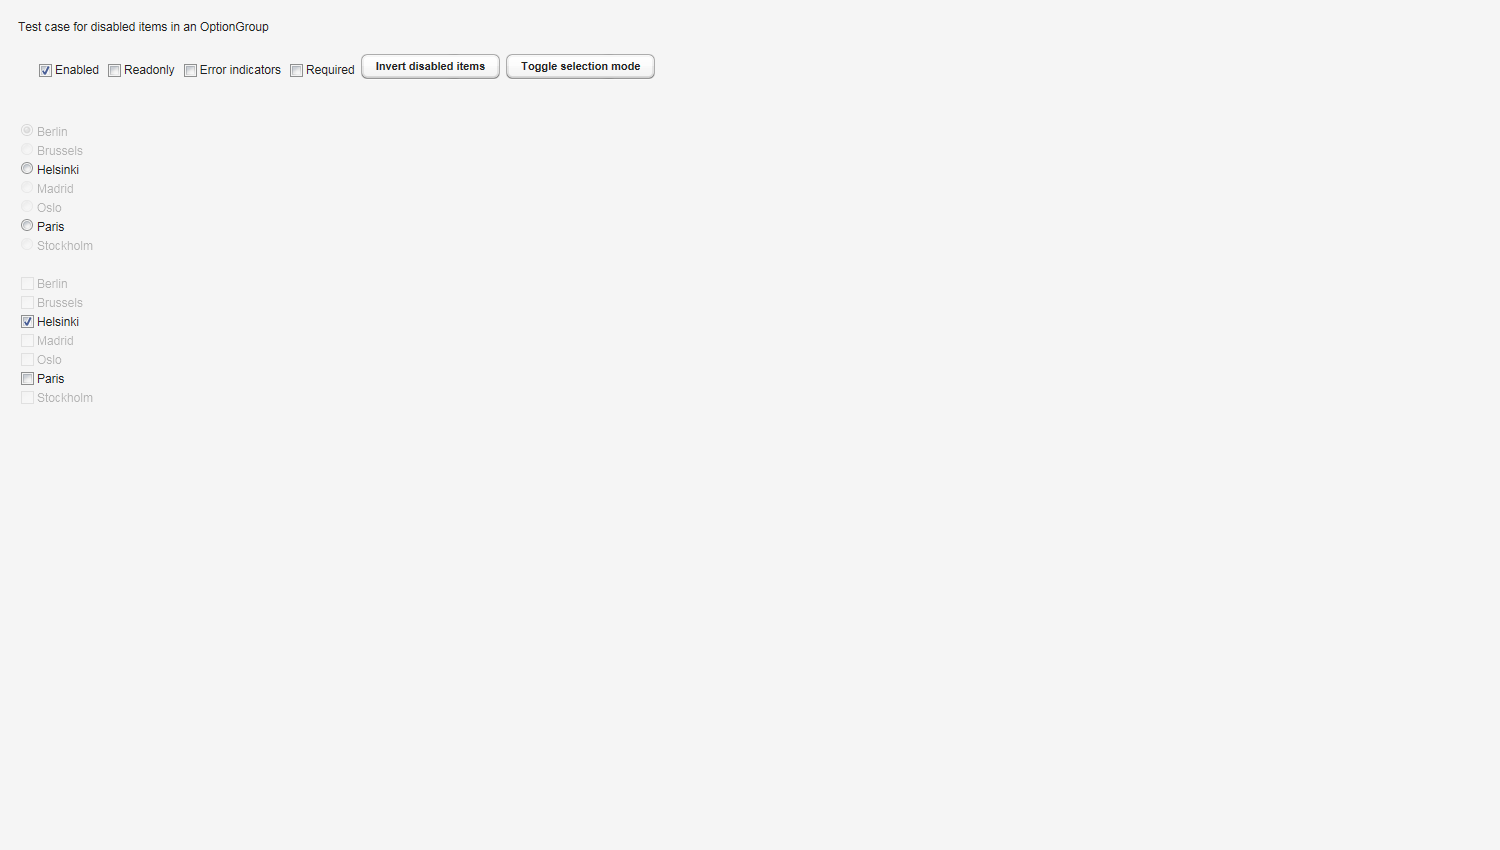 Test case for disabled items in an OptionGroup
Enabled Readonly Error indicators Required Invert disabled items Toggle selection mode
Berlin
Brussels
Helsinki
Madrid
Oslo
Paris
Stockholm
Berlin
Brussels
Helsinki
Madrid
Oslo
Paris
Stockholm